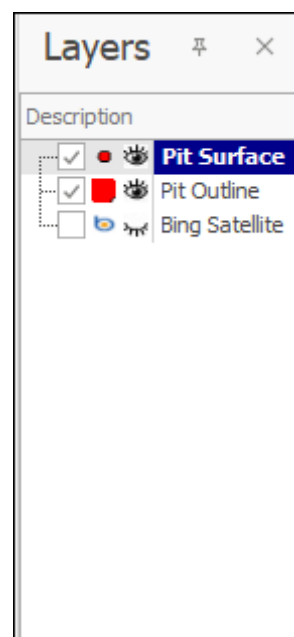 Layers
Description
Pit Surface
Pit Outline
Bing Satellite